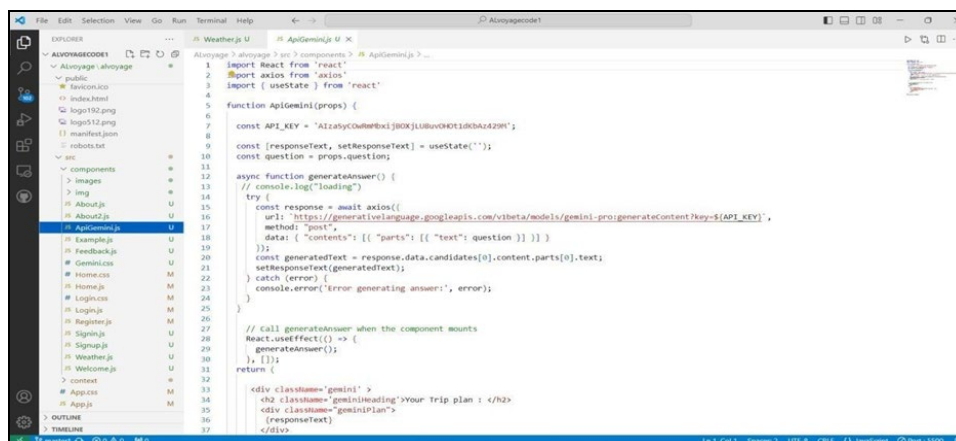 File Edit Selection View Go Run Terminal Help
ALvoyagecode1
EXPLORER
ALVOYAGECODE1
ALvoyage \ alvoyage
public
favicon.ico
index.html
logo192.png
logo512.png
manifest.json
robots.txt
src
components
images
img
About.js U
About2.js U
ApiGemini.js U
Example.js U
Feedback.js U
Gemini.css U
Home.css M
Home.js M
Login.css M
Login.js M
Register.js M
Signin.js U
Signup.js U
Weather.js U
Welcome.js U
context
App.css M
App.js M
OUTLINE
TIMELINE
Weather.js U
ApiGemini.js U
ALvoyage > alvoyage > src > components > ApiGemini.js > ...
1 import React from 'react'
2 import axios from 'axios'
3 import { useState } from 'react'
4
5 function ApiGemini(props) {
6
7 const API_KEY =
8
9 const [responseText, setResponseText] = useState('');
10 const question = props.question;
11
12 async function generateAnswer() {
13 // console.log("loading")
14 try {
15 const response = await axios({
16 url: `https://generativelanguage.googleapis.com/v1beta/models/gemini-pro:generateContent?key=${API_KEY}`,
17 method: "post",
18 data: { "contents": [{ "parts": [{ "text": question }] }] }
19 });
20 const generatedText = response.data.candidates[0].content.parts[0].text;
21 setResponseText(generatedText);
22 } catch (error) {
23 console.error('Error generating answer:', error);
24 }
25 }
26
27 // Call generateAnswer when the component mounts
28 React.useEffect(() => {
29 generateAnswer();
30 }, []);
31 return (
32
33 <div className='gemini' >
34 <h2 className='geminiHeading'>Your Trip plan : </h2>
35 <div className="geminiPlan">
36 {responseText}
37 </div>